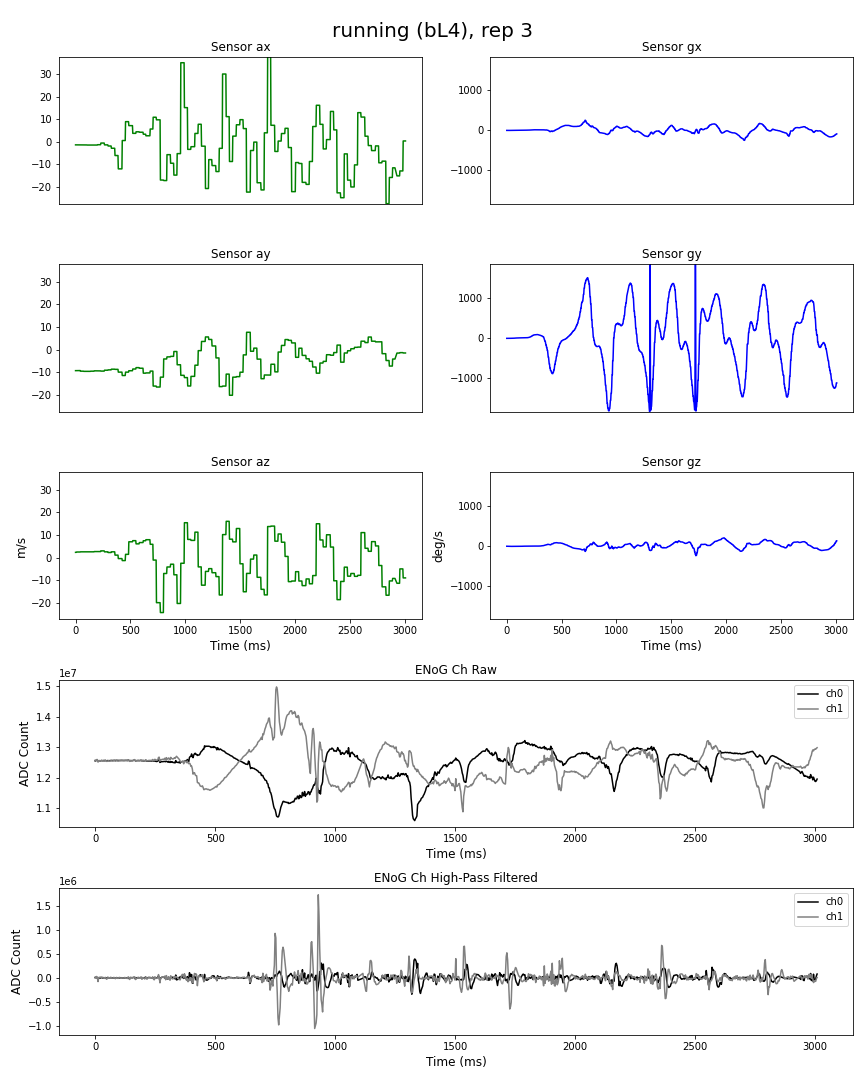 running (bL4), rep 3
Sensor ax
30
20
10
0
−10
−20
Sensor gx
1000
0
−1000
Sensor ay
30
20
10
0
−10
−20
Sensor gy
1000
0
−1000
Sensor az
m/s
30
20
10
0
−10
−20
0 500 1000 1500 2000 2500 3000
Time (ms)
Sensor gz
deg/s
1000
0
−1000
0 500 1000 1500 2000 2500 3000
Time (ms)
ENoG Ch Raw
1e7
ADC Count
1.5
1.4
1.3
1.2
1.1
ch0
ch1
0 500 1000 1500 2000 2500 3000
Time (ms)
ENoG Ch High-Pass Filtered
1e6
ADC Count
1.5
1.0
0.5
0.0
−0.5
−1.0
ch0
ch1
0 500 1000 1500 2000 2500 3000
Time (ms)